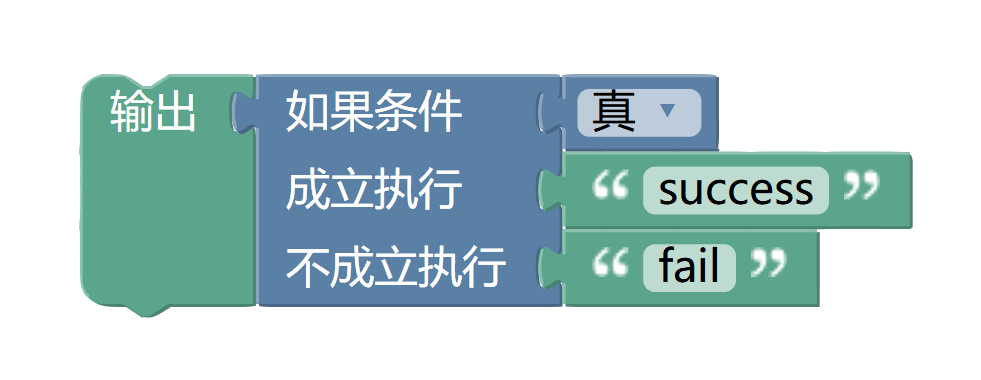 输出 如果条件 真
成立执行 “ success ”
不成立执行 “ fail ”